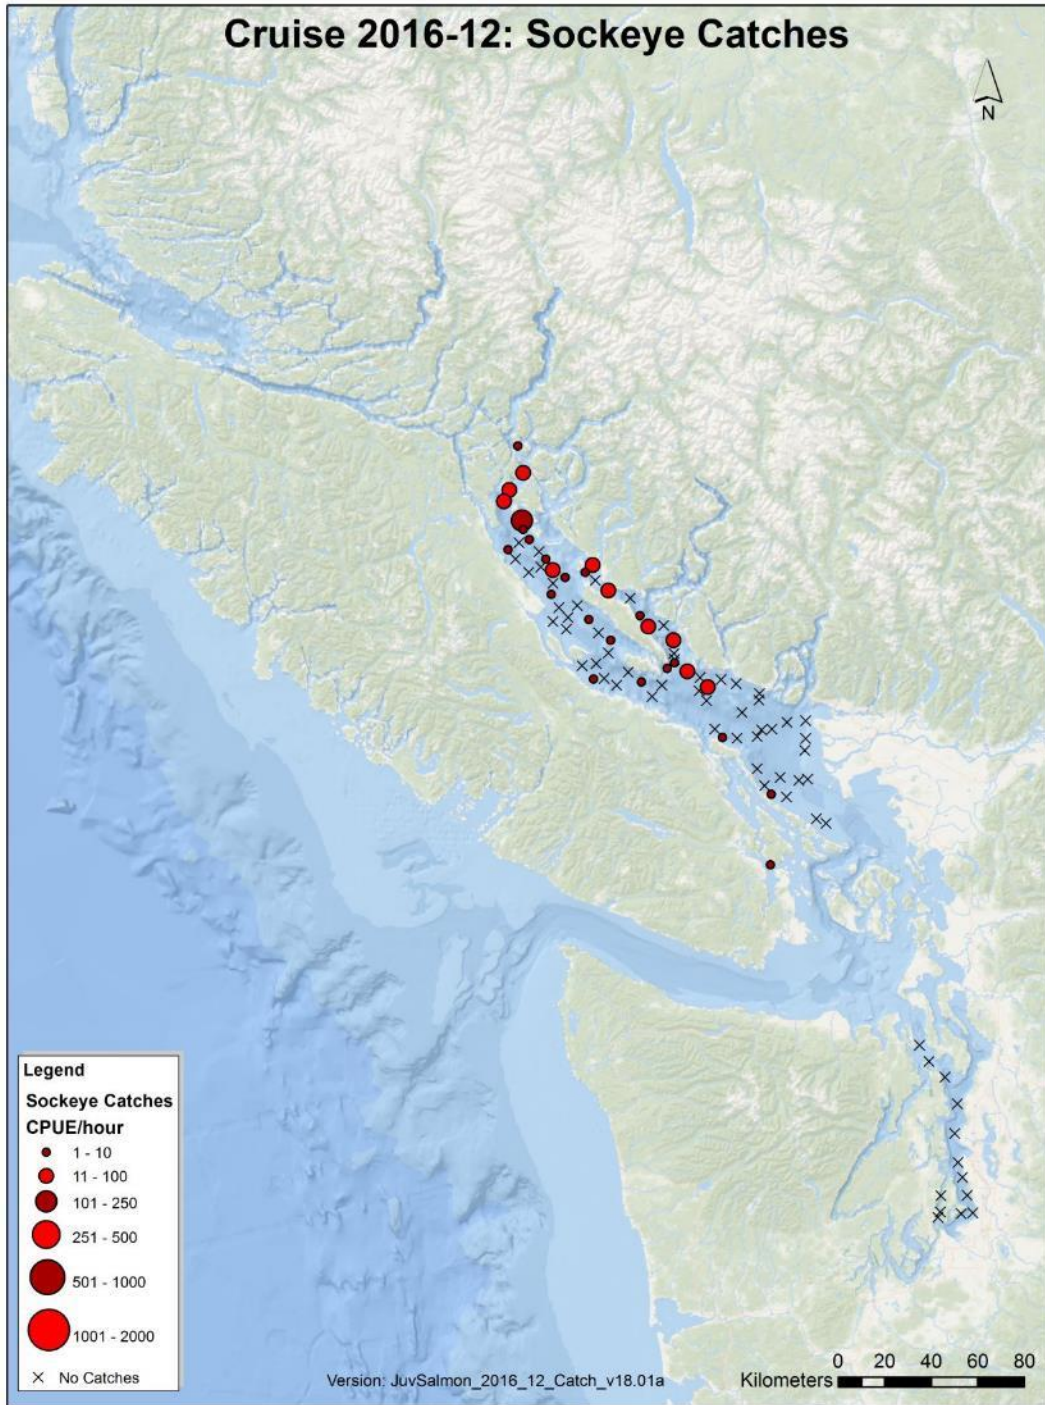 Cruise 2016-12: Sockeye Catches
N
Legend
Sockeye Catches
CPUE/hour
1 - 10
11 - 100
101 - 250
251 - 500
501 - 1000
1001 - 2000
No Catches
Version: JuvSalmon_2016_12_Catch_v18.01a
0 20 40 60 80
Kilometers